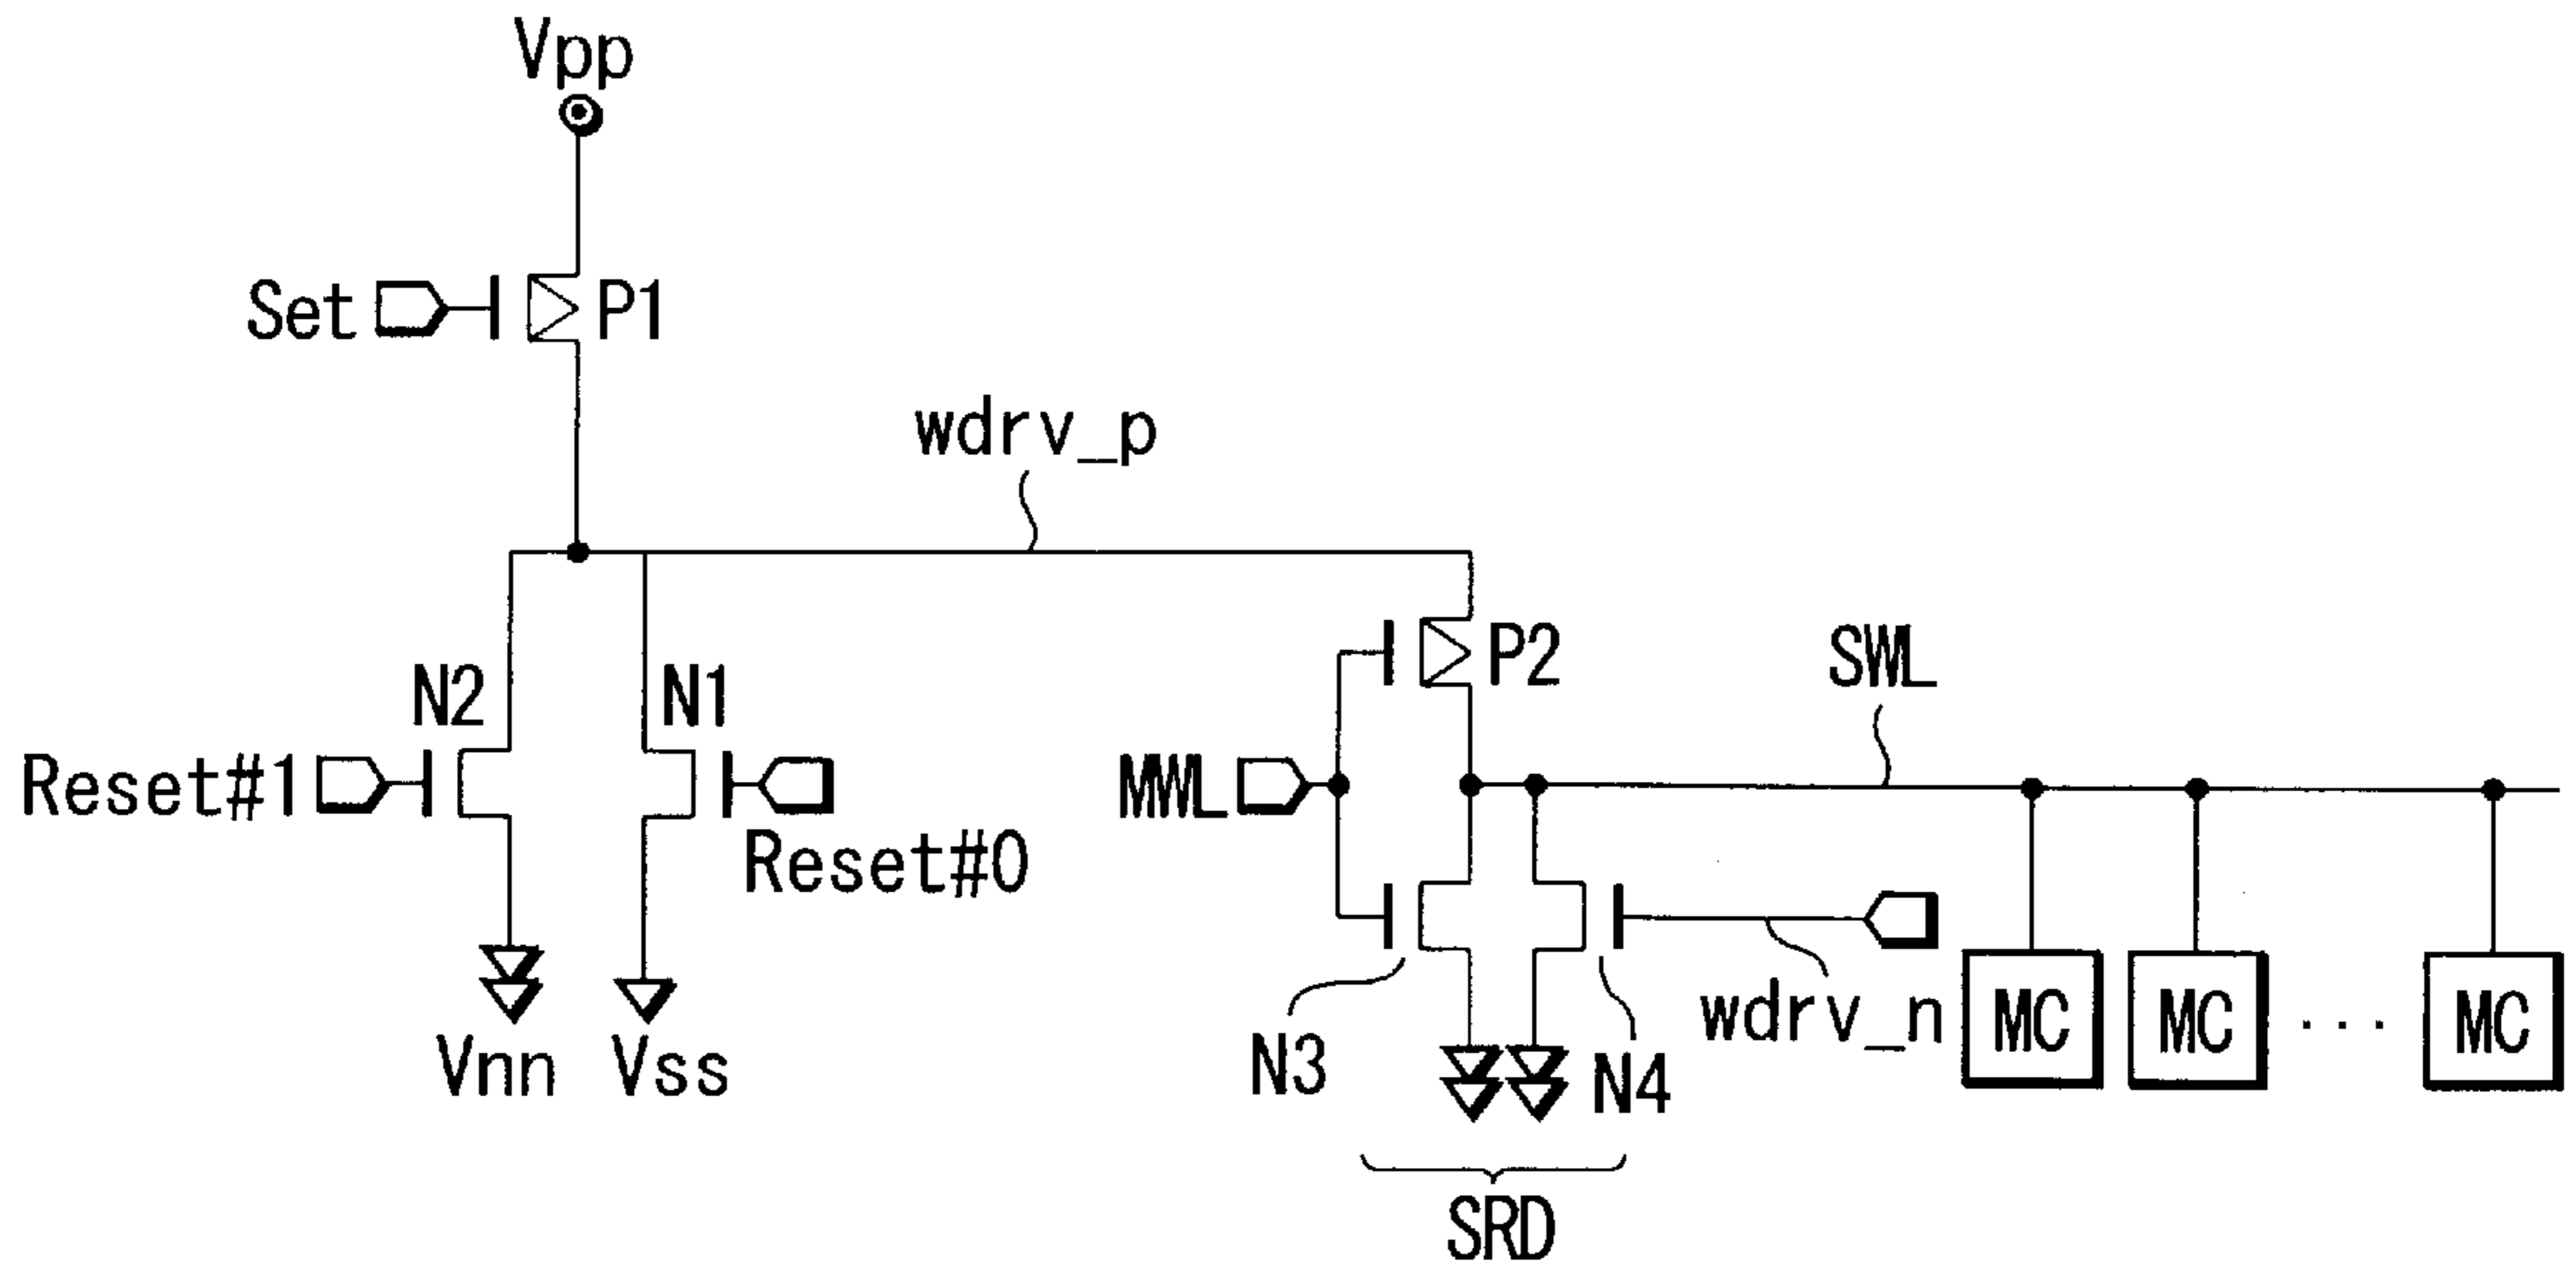 Vpp
Set P1
wdrv_p
N2 N1 P2 SWL
Reset#1 MWL
Reset#0
wdrv_n MC MC ... MC
Vnn Vss N3 N4
SRD